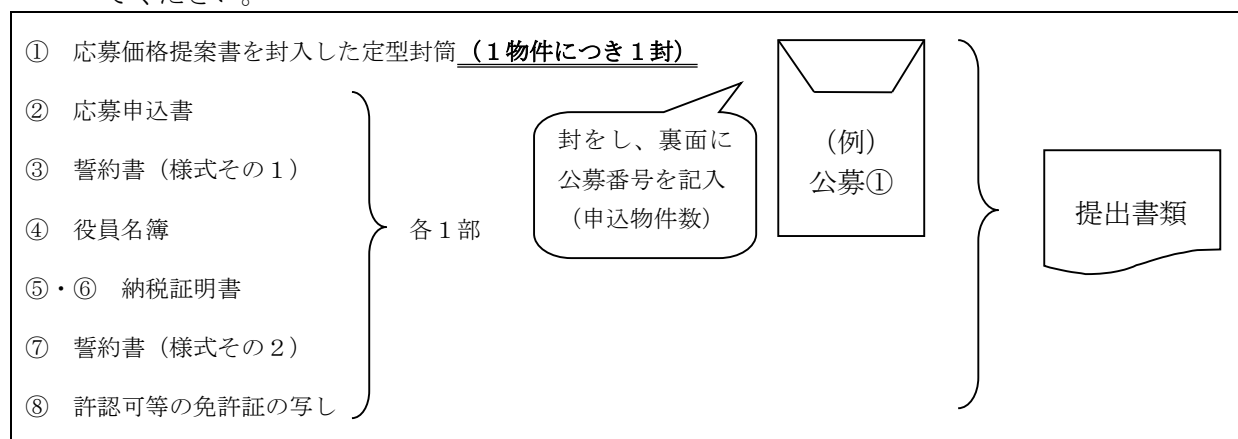 てください。
① 応募価格提案書を封入した定型封筒（１物件につき１封）
② 応募申込書
③ 誓約書（様式その１）
④ 役員名簿
⑤・⑥ 納税証明書
⑦ 誓約書（様式その２）
⑧ 許認可等の免許証の写し
各１部
封をし、裏面に
公募番号を記入
（申込物件数）
（例）
公募①
提出書類